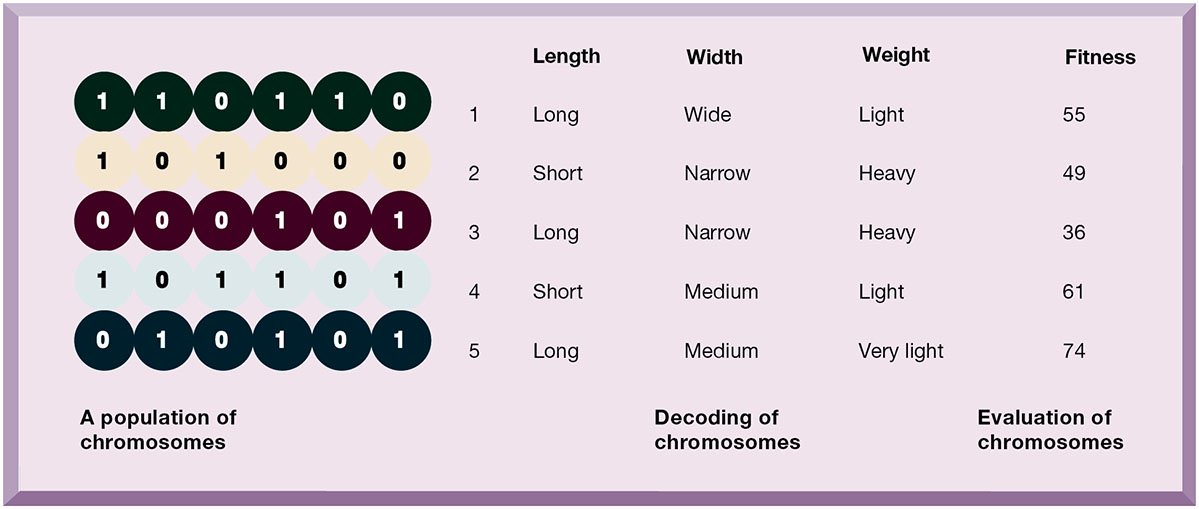 Length Width Weight Fitness
1 1 0 1 1 0 1 Long Wide Light 55
1 0 1 0 0 0 2 Short Narrow Heavy 49
0 0 0 1 0 1 3 Long Narrow Heavy 36
1 0 1 1 0 1 4 Short Medium Light 61
0 1 0 1 0 1 5 Long Medium Very light 74
A population of
chromosomes
Decoding of
chromosomes
Evaluation of
chromosomes